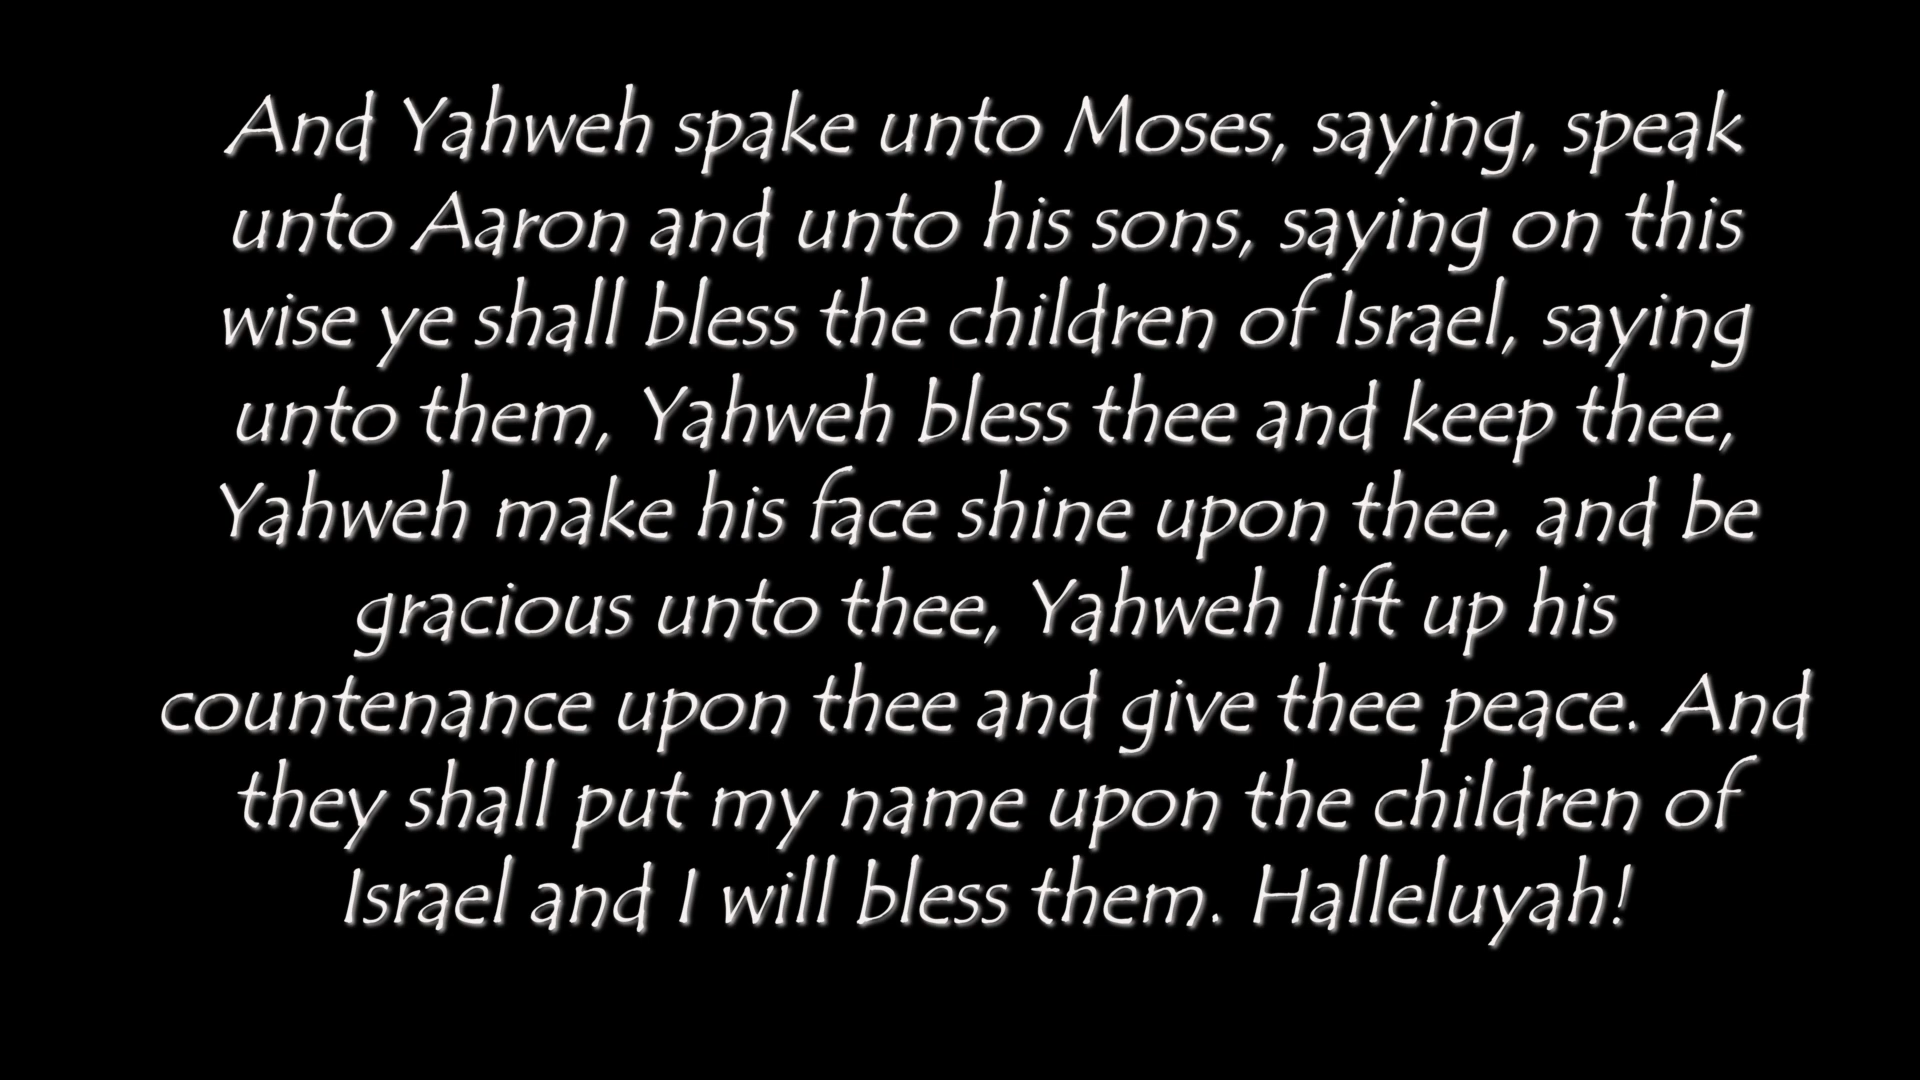 And Yahweh spake unto Moses, saying, speak
unto Aaron and unto his sons, saying on this
wise ye shall bless the children of Israel, saying
unto them, Yahweh bless thee and keep thee,
Yahweh make his face shine upon thee, and be
gracious unto thee, Yahweh lift up his
countenance upon thee and give thee peace. And
they shall put my name upon the children of
Israel and I will bless them. Halleluyah!